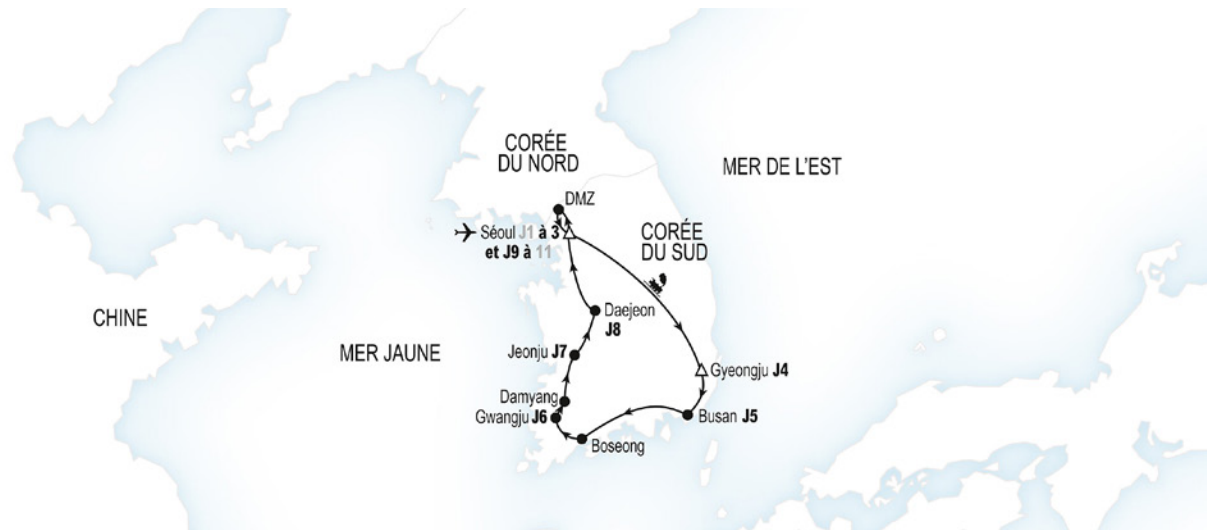 CORÉE
DU NORD
MER DE L'EST
DMZ
Séoul J1 à 3
et J9 à 11
CORÉE
DU SUD
CHINE
Daejeon
J8
MER JAUNE
Jeonju J7
Gyeongju J4
Damyang
Gwangju J6
Busan J5
Boseong